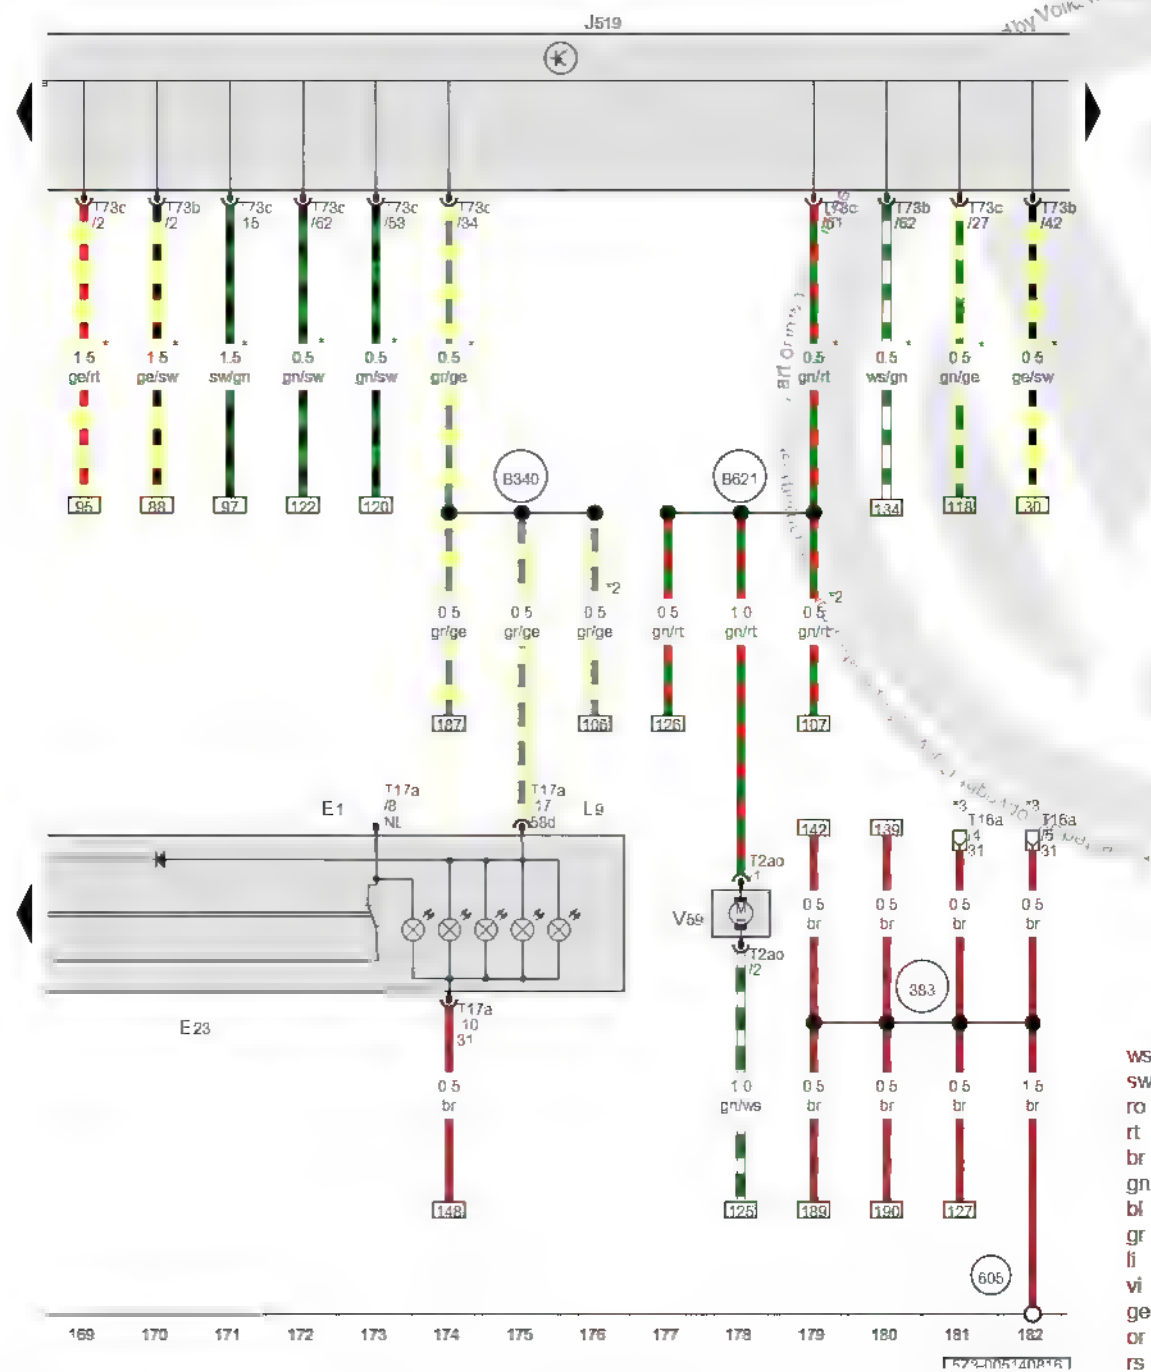 J519
K
T73c T73b T73c T73c T73c T73c T73c T73b T73c T73b
/2 /2 15 /62 /53 /34 /61 /62 /27 /42
* * * * * * * * * *
1.5 1.5 1.5 0.5 0.5 0.5 0.5 0.5 0.5 0.5
ge/rt ge/sw sw/gn gn/sw gn/sw gr/ge gn/rt ws/gn gn/ge ge/sw
B340 B621
95 88 97 122 120 134 118 30
*2 *2
0.5 0.5 0.5 0.5 1.0 0.5
gr/ge gr/ge gr/ge gn/rt gn/rt gn/rt
187 106 126 107
E1 T17a T17a L9
/8 17
NL 58d
*3 *3
142 139 T16a T16a
4 /5
31 31
T2ao
1
0.5 0.5 0.5 0.5
br br br br
V59 M
T2ao
/2
383
T17a
10
31
E23
0.5 1.0 0.5 0.5 0.5 1.5
br gn/ws br br br br
148 125 189 190 127
605
169 170 171 172 173 174 175 176 177 178 179 180 181 182
573-005140816
ws
sw
ro
rt
br
gn
bl
gr
li
vi
ge
or
rs